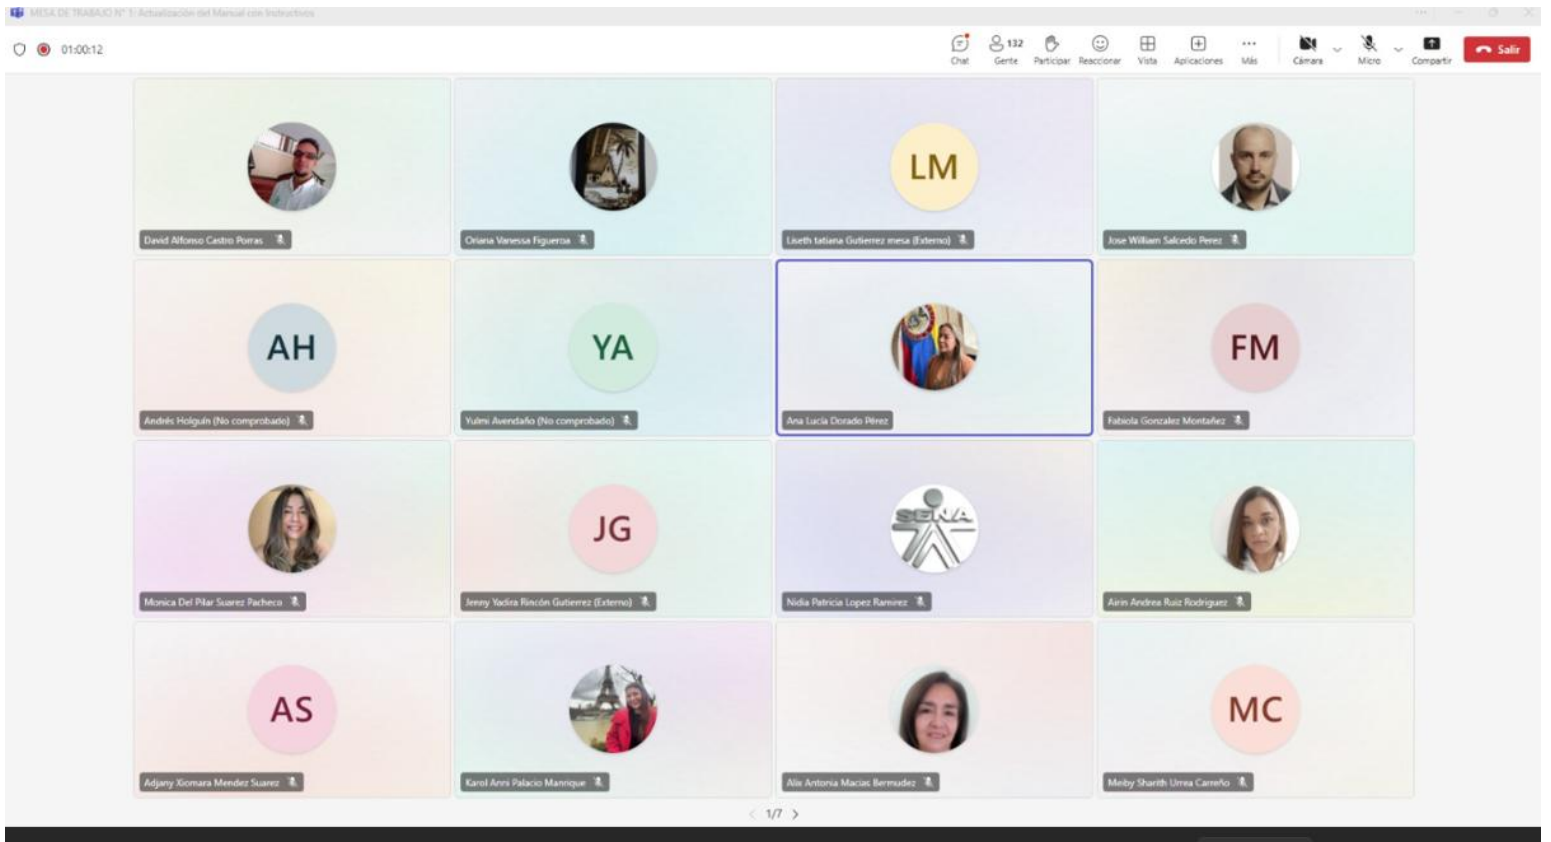 MESA DE TRABAJO N° 1: Actualización del Manual con Instructivos
01:00:12
Chat
132
Gente
Participar
Reaccionar
Vista
Aplicaciones
Más
Cámara
Micro
Compartir
Salir
David Alfonso Castro Porras
Oriana Vanessa Figueroa
LM
Liseth tatiana Gutierrez mesa (Externo)
Jose William Salcedo Perez
AH
Andrés Holguín (No comprobado)
YA
Yulmi Avendaño (No comprobado)
Ana Lucía Dorado Pérez
FM
Fabiola Gonzalez Montañez
Monica Del Pilar Suarez Pacheco
JG
Jenny Yadira Rincón Gutierrez (Externo)
SENA
Nidia Patricia Lopez Ramirez
Airin Andrea Ruiz Rodriguez
AS
Adjany Xiomara Mendez Suarez
Karol Anni Palacio Manrique
Alix Antonia Macias Bermudez
MC
Meiby Sharith Urrea Carreño
1/7